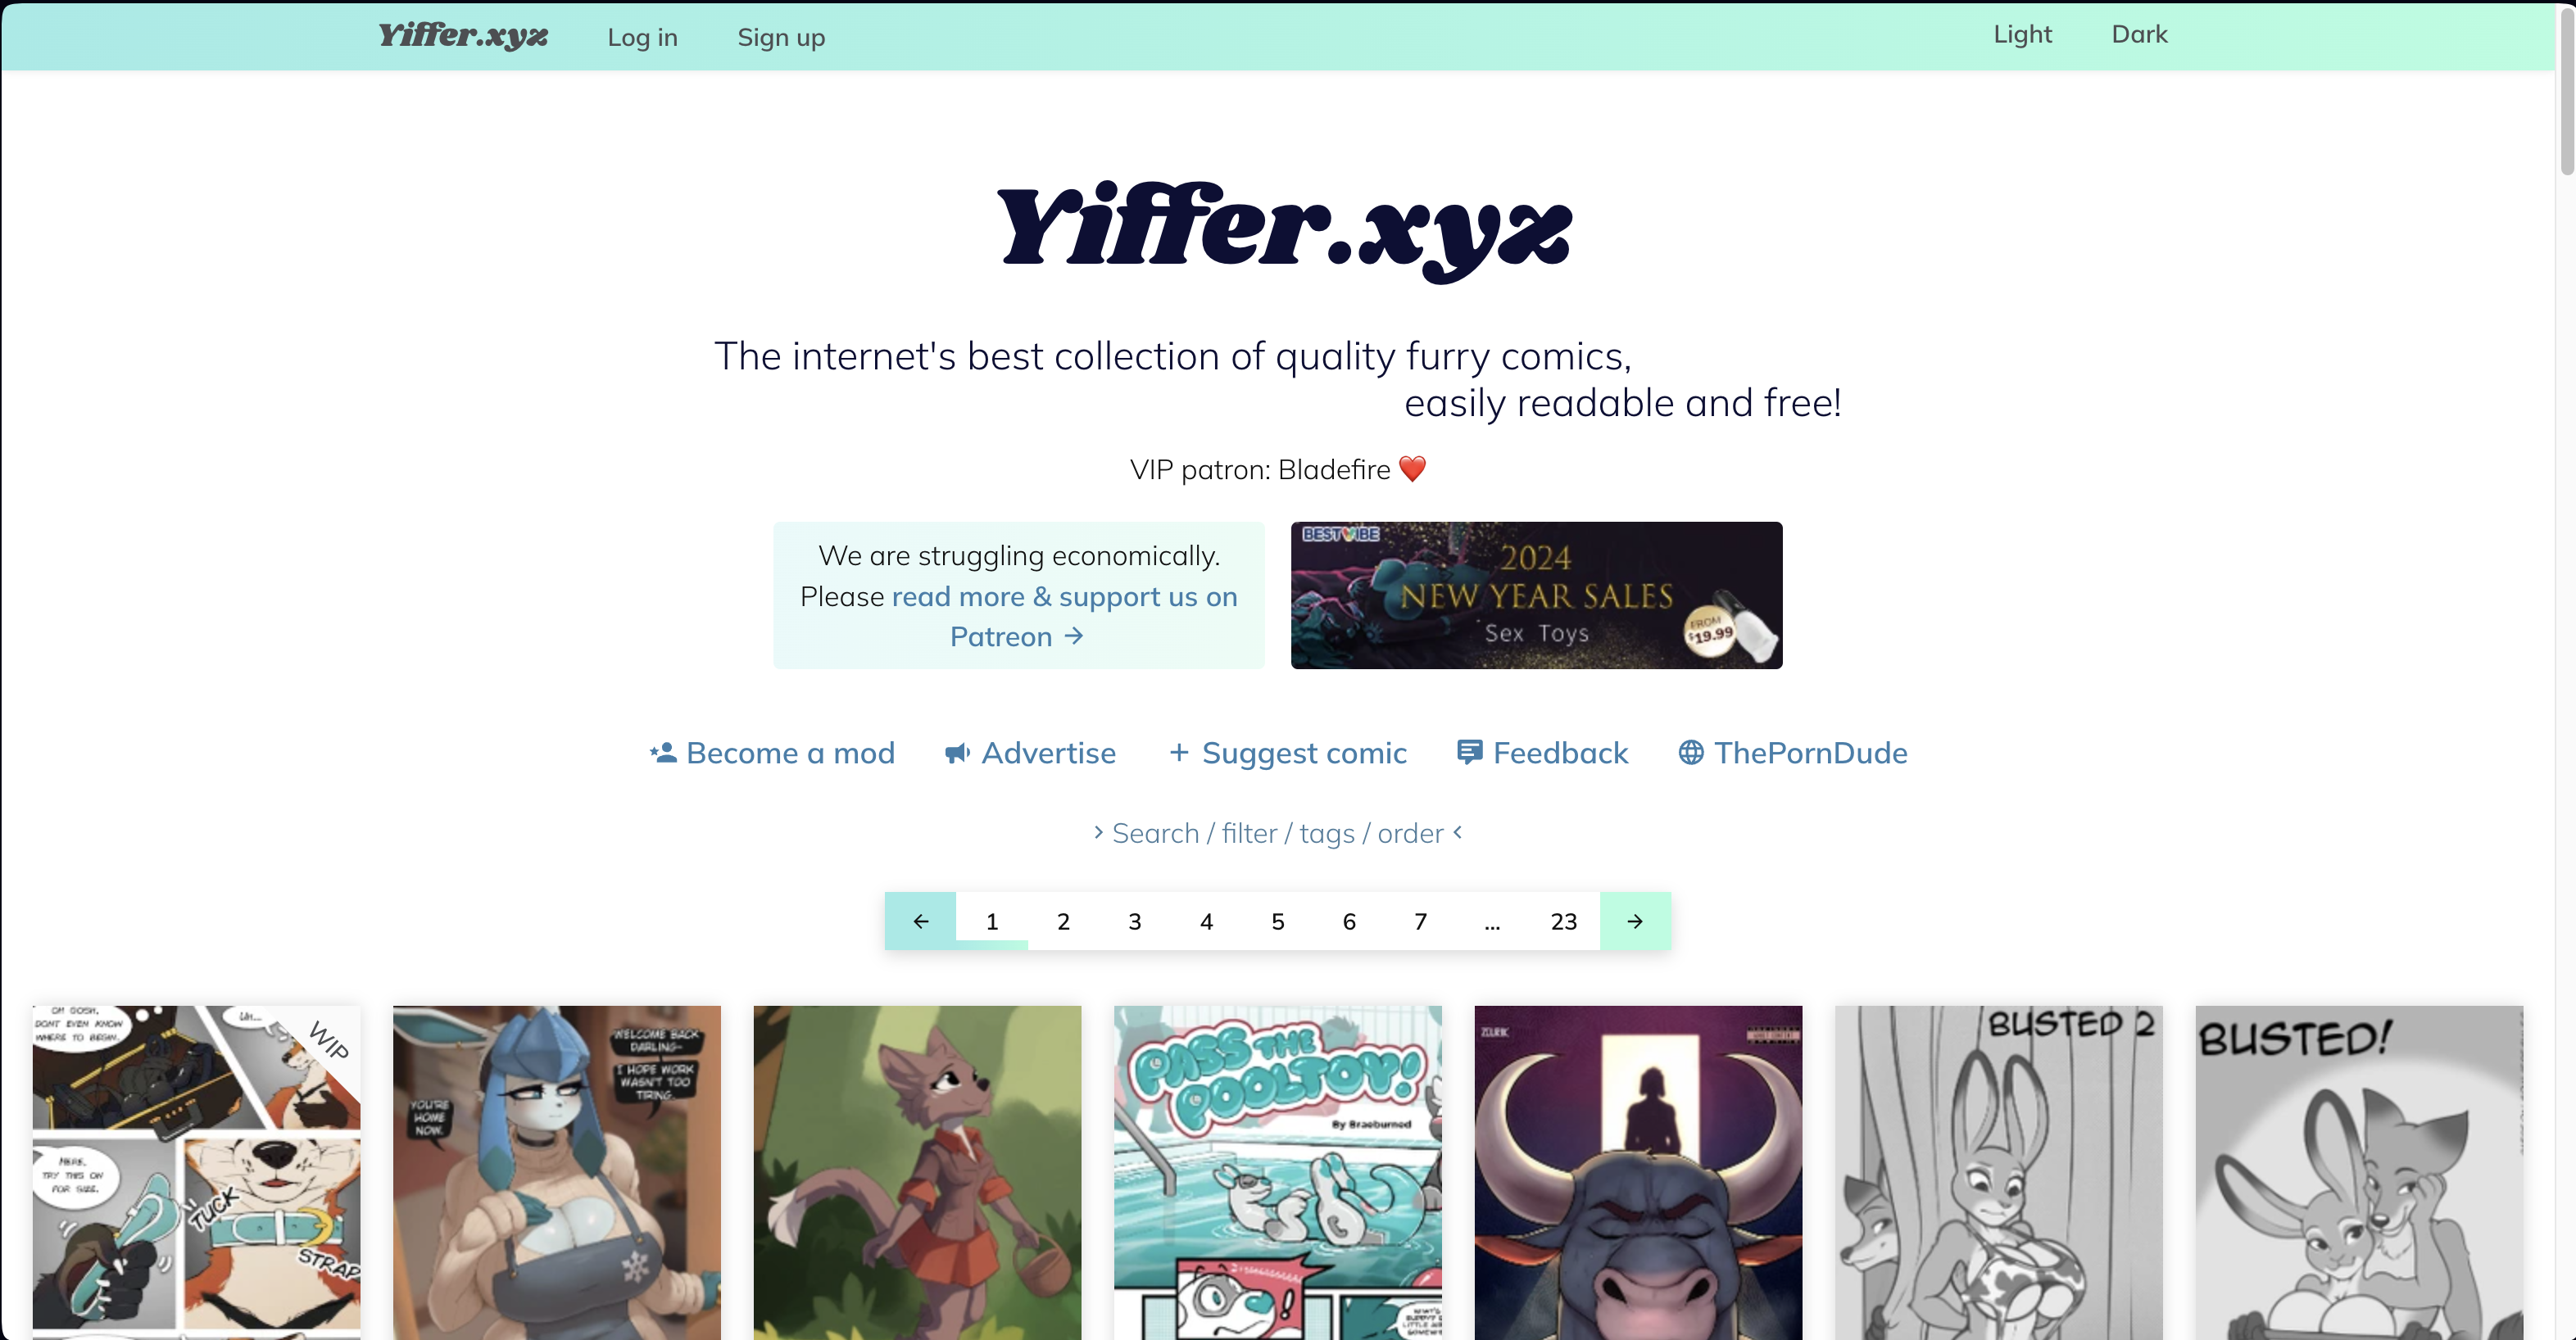 Yiffer.xyz
Log in
Sign up
Light
Dark
Yiffer.xyz
The internet's best collection of quality furry comics,
easily readable and free!
VIP patron: Bladefire ❤️
We are struggling economically.
Please read more & support us on
Patreon →
BESTVIBE
2024
NEW YEAR SALES
Sex Toys
FROM
$19.99
Become a mod
Advertise
+ Suggest comic
Feedback
ThePornDude
> Search / filter / tags / order <
← 1 2 3 4 5 6 7 ... 23 →
OH GOSH,
DONT EVEN KNOW
WHERE TO BEGIN.
UH...
WIP
HERE,
TRY THIS ON
FOR SIZE.
TUCK
STRAP
WELCOME BACK
DARLING~
I HOPE WORK
WASN'T TOO
TIRING.
YOU'RE
HOME
NOW.
PASS THE
POOLTOY!
By Braeburned
!
BUSTED 2
BUSTED!